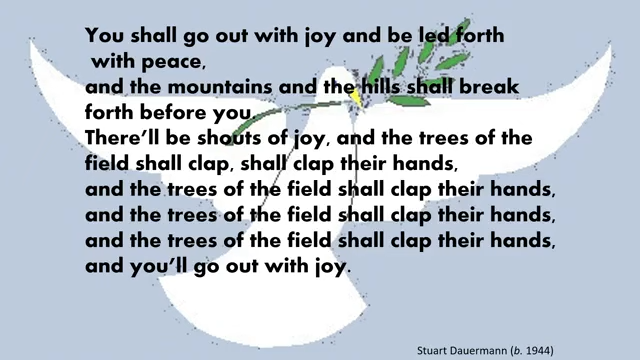 You shall go out with joy and be led forth
with peace,
and the mountains and the hills shall break
forth before you.
There’ll be shouts of joy, and the trees of the
field shall clap, shall clap their hands,
and the trees of the field shall clap their hands,
and the trees of the field shall clap their hands,
and the trees of the field shall clap their hands,
and you’ll go out with joy.
Stuart Dauermann (b. 1944)